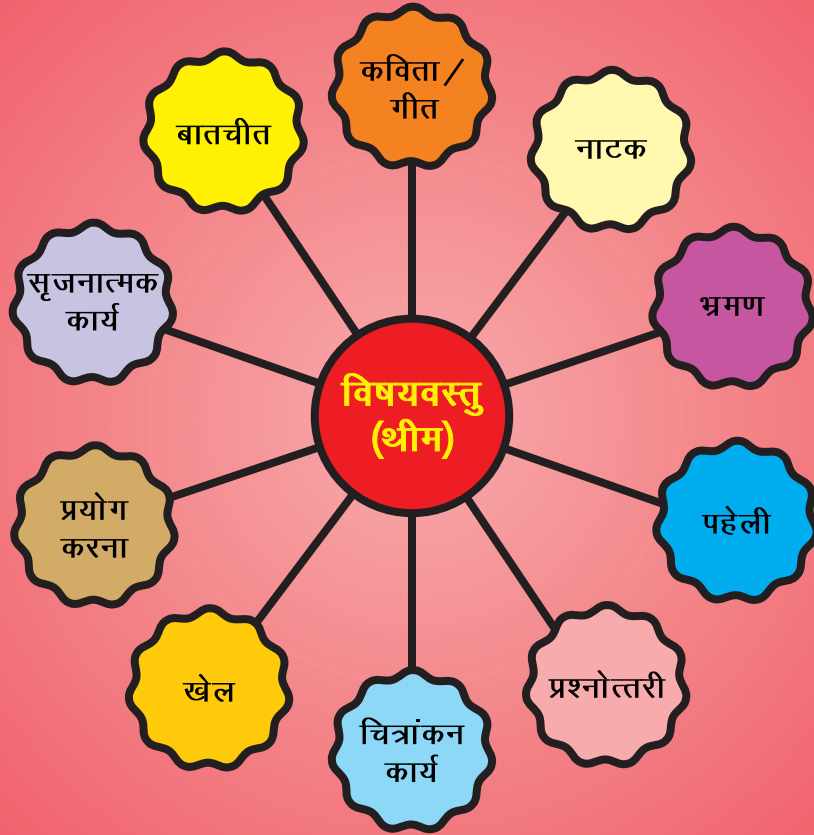 कविता /
गीत
नाटक
भ्रमण
पहेली
प्रश्नोत्तरी
चित्रांकन
कार्य
खेल
प्रयोग
करना
सृजनात्मक
कार्य
बातचीत
विषयवस्तु
(थीम)